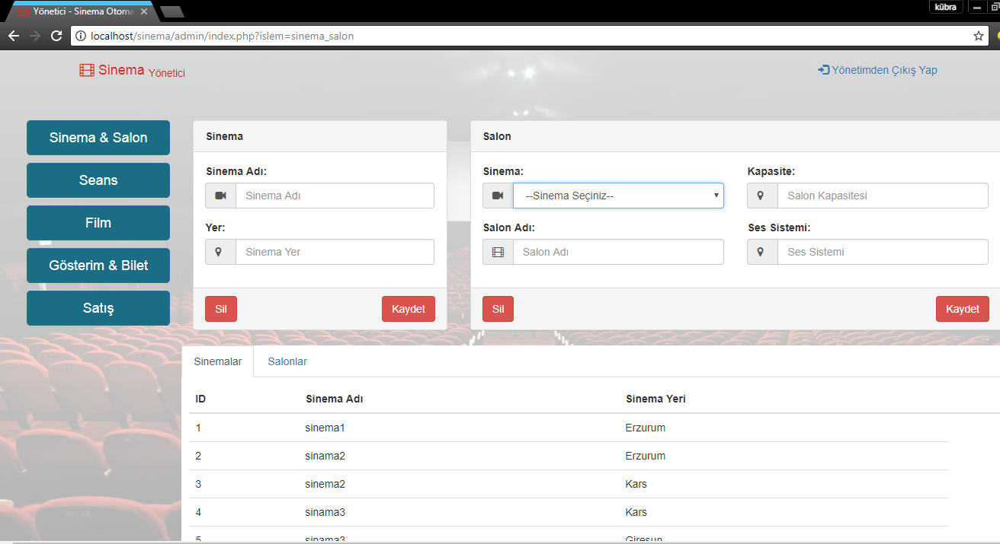 kübra
Yönetici - Sinema Otoma
localhost/sinema/admin/index.php?islem=sinema_salon
Sinema Yönetici
Yönetimden Çıkış Yap
Sinema & Salon
Seans
Film
Gösterim & Bilet
Satış
Sinema
Sinema Adı:
Sinema Adı
Yer:
Sinema Yer
Sil
Kaydet
Salon
Sinema:
--Sinema Seçiniz--
Kapasite:
Salon Kapasitesi
Salon Adı:
Salon Adı
Ses Sistemi:
Ses Sistemi
Sil
Kaydet
Sinemalar Salonlar
ID Sinema Adı Sinema Yeri
1 sinema1 Erzurum
2 sinama2 Erzurum
3 sinema2 Kars
4 sinama3 Kars
5 sinama3 Giresun